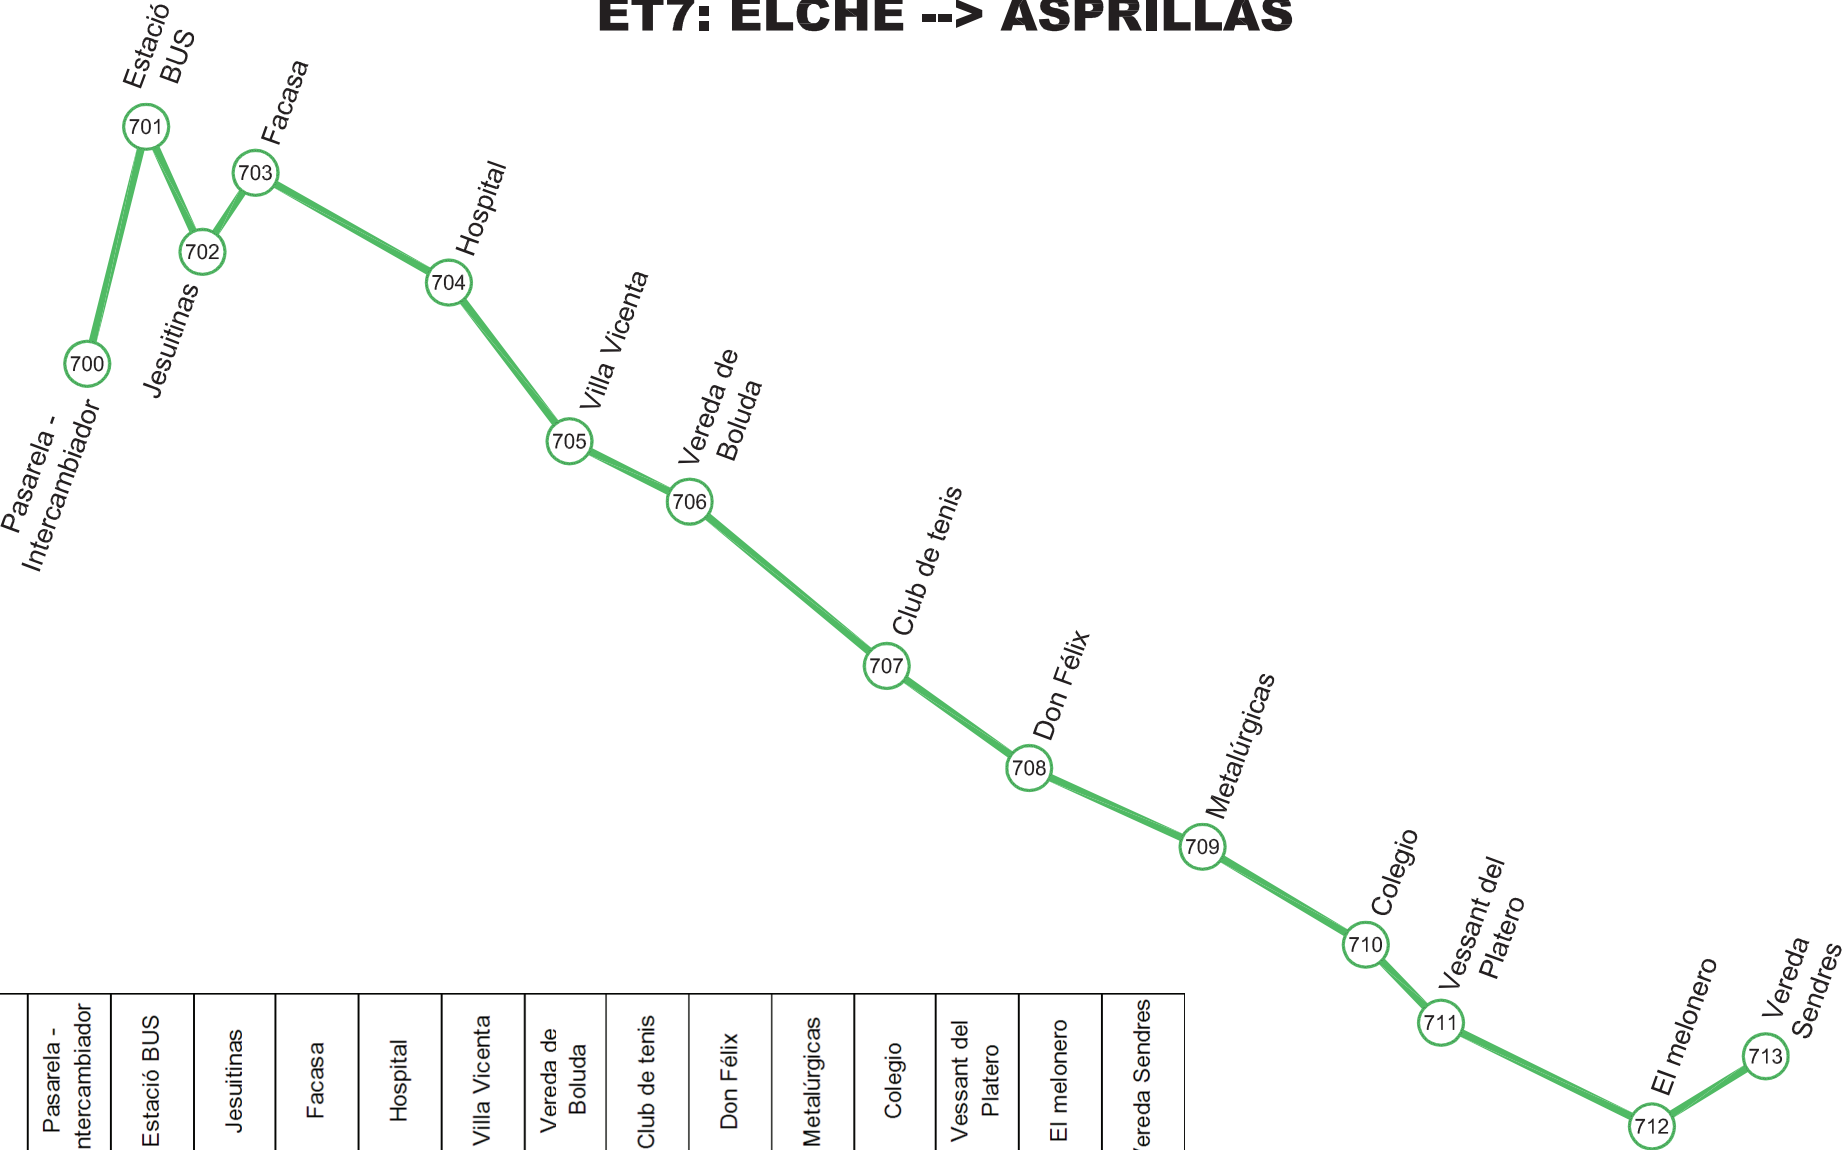 ET7: ELCHE --> ASPRILLAS
Estació
BUS
701
Facasa
703
702
Jesuitinas
700
Pasarela -
Intercambiador
Hospital
704
Villa Vicenta
705
Vereda de
Boluda
706
Club de tenis
707
Don Félix
708
Metalúrgicas
709
Colegio
710
Vessant del
Platero
711
El melonero
712
Vereda
Sendres
713
Pasarela -
ntercambiador
Estació BUS
Jesuitinas
Facasa
Hospital
Villa Vicenta
Vereda de
Boluda
Club de tenis
Don Félix
Metalúrgicas
Colegio
Vessant del
Platero
El melonero
ereda Sendres